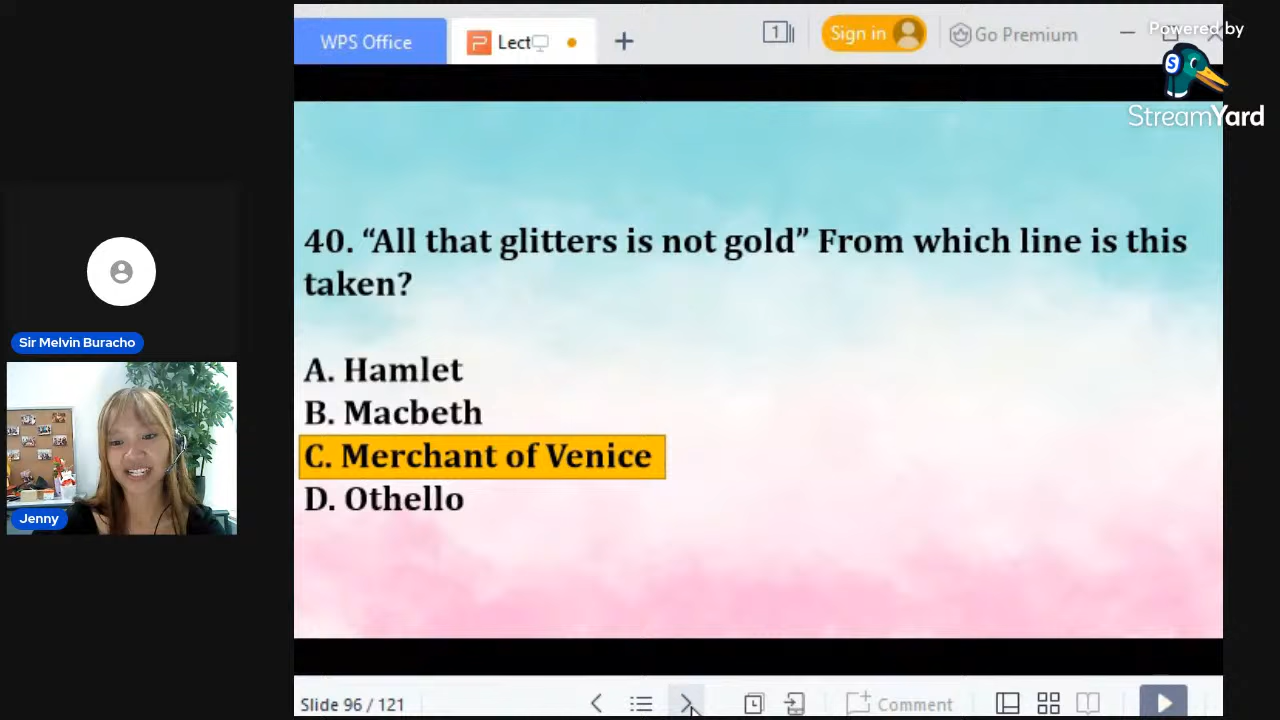 WPS Office
Lect
1
Sign in
Go Premium
Powered by
S
StreamYard
40. “All that glitters is not gold” From which line is this
taken?
A. Hamlet
B. Macbeth
C. Merchant of Venice
D. Othello
Sir Melvin Buracho
Jenny
Slide 96 / 121
Comment